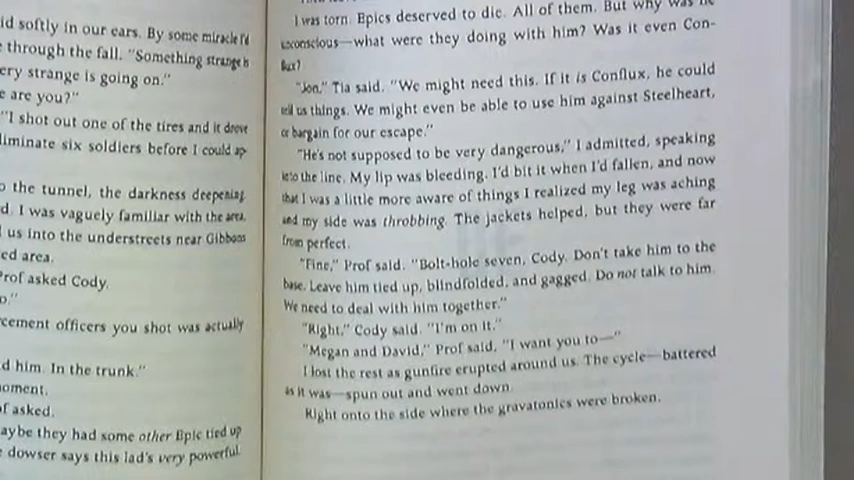 id softly in our ears. By some miracle I'd
through the fall. "Something strange is
ery strange is going on."
e are you?"
"I shot out one of the tires and it drove
liminate six soldiers before I could ap-
o the tunnel, the darkness deepening.
d. I was vaguely familiar with the area.
us into the understreets near Gibbons
ed area.
Prof asked Cody.
o."
rcement officers you shot was actually
d him. In the trunk."
moment.
of asked.
aybe they had some other Epic tied up
dowser says this lad's very powerful.
I was torn. Epics deserved to die. All of them. But why was he
unconscious—what were they doing with him? Was it even Con-
flux?
"Jon," Tia said. "We might need this. If it is Conflux, he could
tell us things. We might even be able to use him against Steelheart,
or bargain for our escape."
"He's not supposed to be very dangerous," I admitted, speaking
into the line. My lip was bleeding. I'd bit it when I'd fallen, and now
that I was a little more aware of things I realized my leg was aching
and my side was throbbing. The jackets helped, but they were far
from perfect.
"Fine," Prof said. "Bolt-hole seven, Cody. Don't take him to the
base. Leave him tied up, blindfolded, and gagged. Do not talk to him.
We need to deal with him together."
"Right," Cody said. "I'm on it."
"Megan and David," Prof said, "I want you to—"
I lost the rest as gunfire erupted around us. The cycle—battered
as it was—spun out and went down.
Right onto the side where the gravatonics were broken.